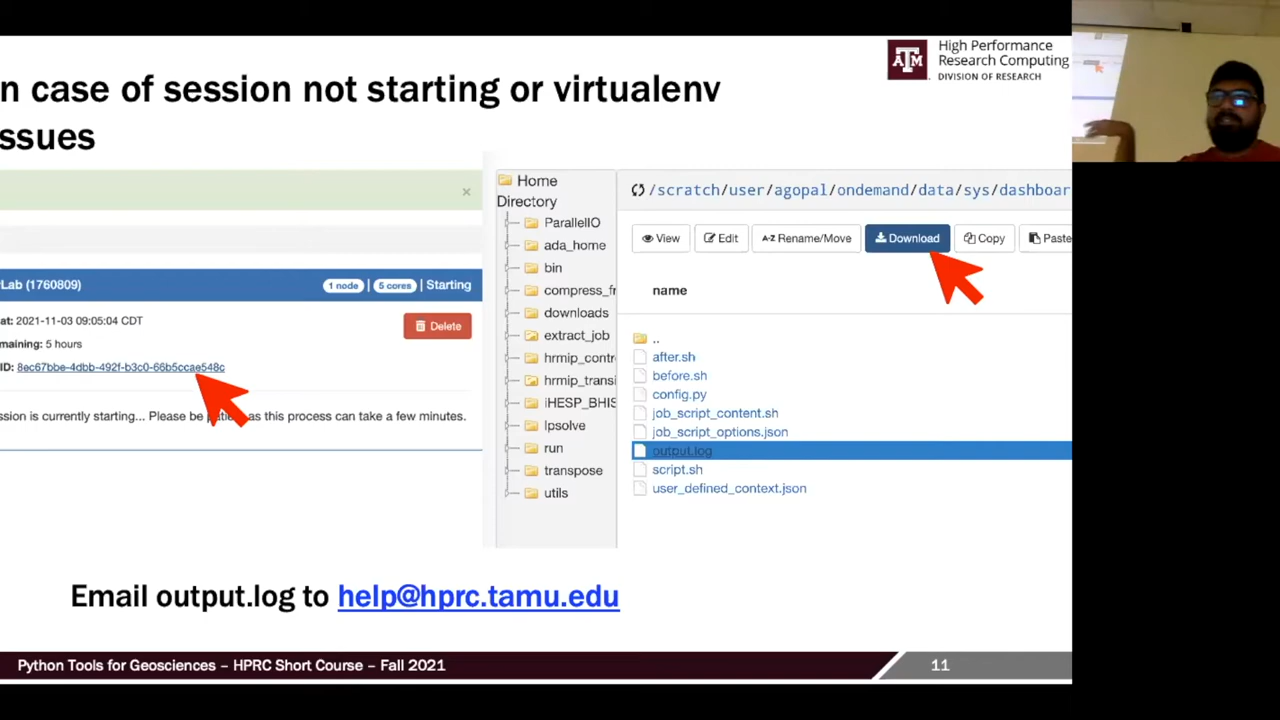 High Performance
Research Computing
DIVISION OF RESEARCH
ATM
n case of session not starting or virtualenv
ssues
×
Lab (1760809)
1 node | 5 cores | Starting
at: 2021-11-03 09:05:04 CDT
Delete
maining: 5 hours
ID: 8ec67bbe-4dbb-492f-b3c0-66b5ccae548c
ssion is currently starting... Please be as this process can take a few minutes.
Home
Directory
ParallelIO
ada_home
bin
compress_fr
downloads
extract_job
hrmip_contr
hrmip_transi
iHESP_BHIS
lpsolve
run
transpose
utils
/scratch/user/agopal/ondemand/data/sys/dashboar
View Edit A-Z Rename/Move Download Copy Paste
name
..
after.sh
before.sh
config.py
job_script_content.sh
job_script_options.json
output.log
script.sh
user_defined_context.json
Email output.log to help@hprc.tamu.edu
Python Tools for Geosciences – HPRC Short Course – Fall 2021
11